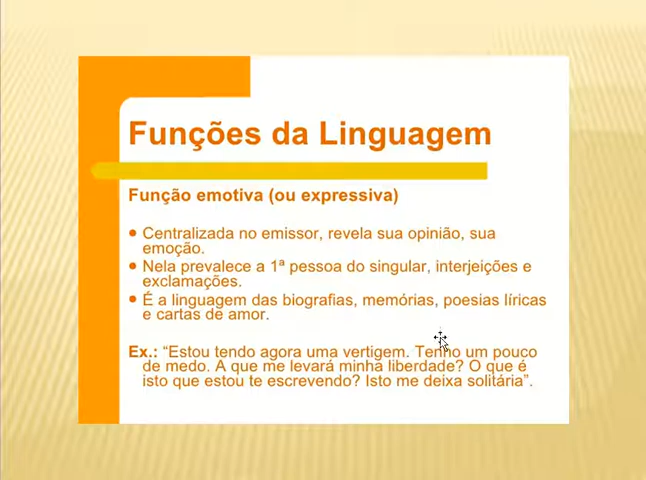 Funções da Linguagem
Função emotiva (ou expressiva)
• Centralizada no emissor, revela sua opinião, sua
emoção.
• Nela prevalece a 1ª pessoa do singular, interjeições e
exclamações.
• É a linguagem das biografias, memórias, poesias líricas
e cartas de amor.
Ex.: “Estou tendo agora uma vertigem. Tenho um pouco
de medo. A que me levará minha liberdade? O que é
isto que estou te escrevendo? Isto me deixa solitária”.